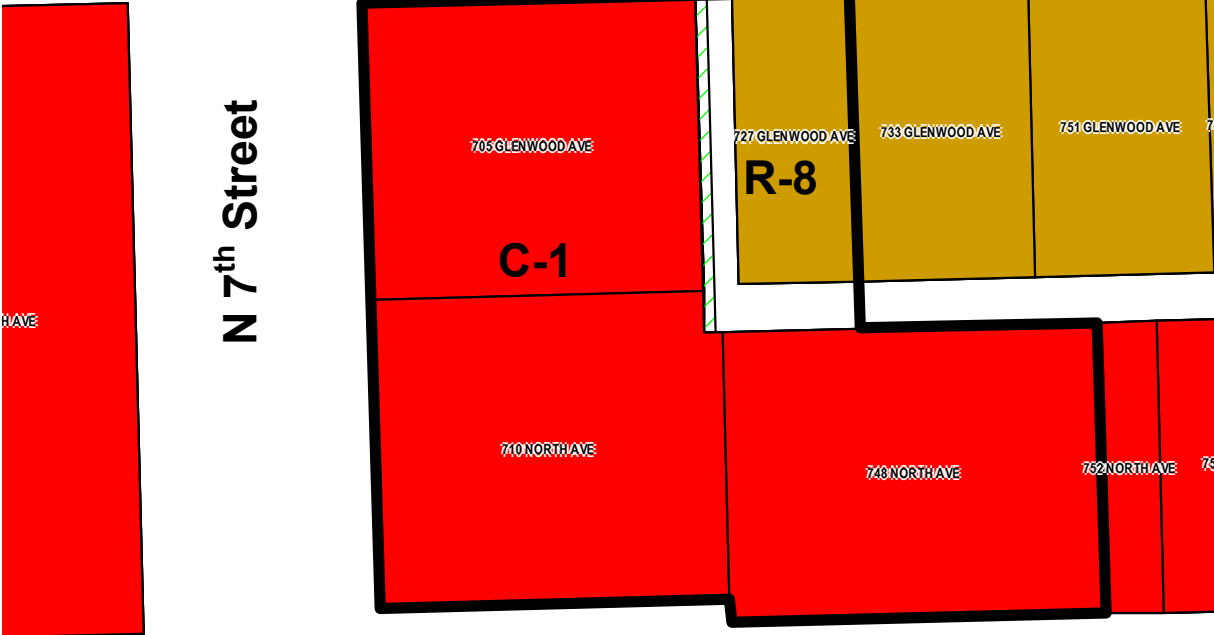 N 7th Street
705 GLENWOOD AVE
727 GLENWOOD AVE
733 GLENWOOD AVE
751 GLENWOOD AVE
R-8
C-1
H AVE
710 NORTH AVE
748 NORTH AVE
752 NORTH AVE